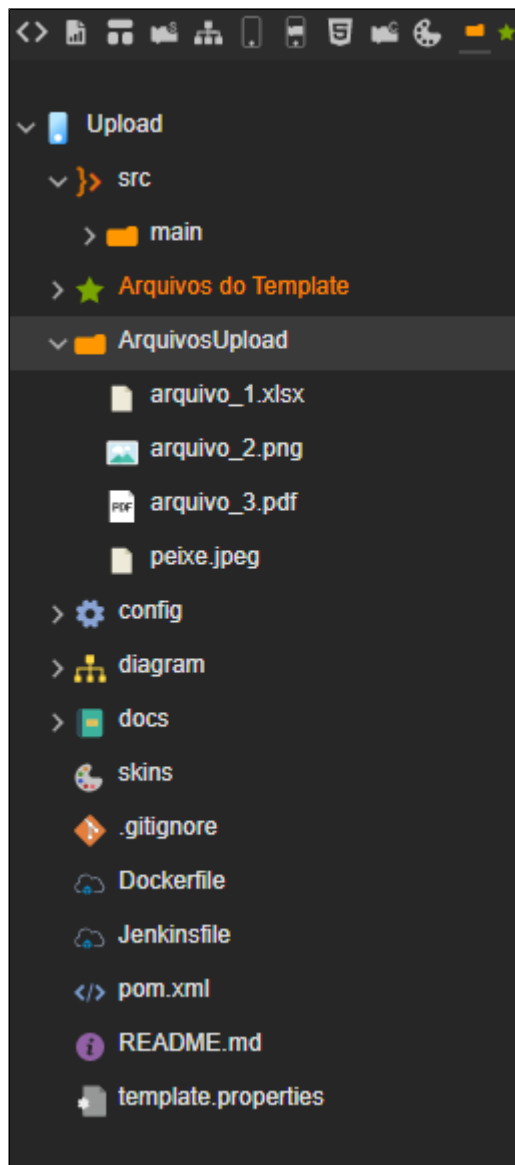 Upload
src
main
Arquivos do Template
ArquivosUpload
arquivo_1.xlsx
arquivo_2.png
PDF arquivo_3.pdf
peixe.jpeg
config
diagram
docs
skins
.gitignore
Dockerfile
Jenkinsfile
pom.xml
README.md
template.properties